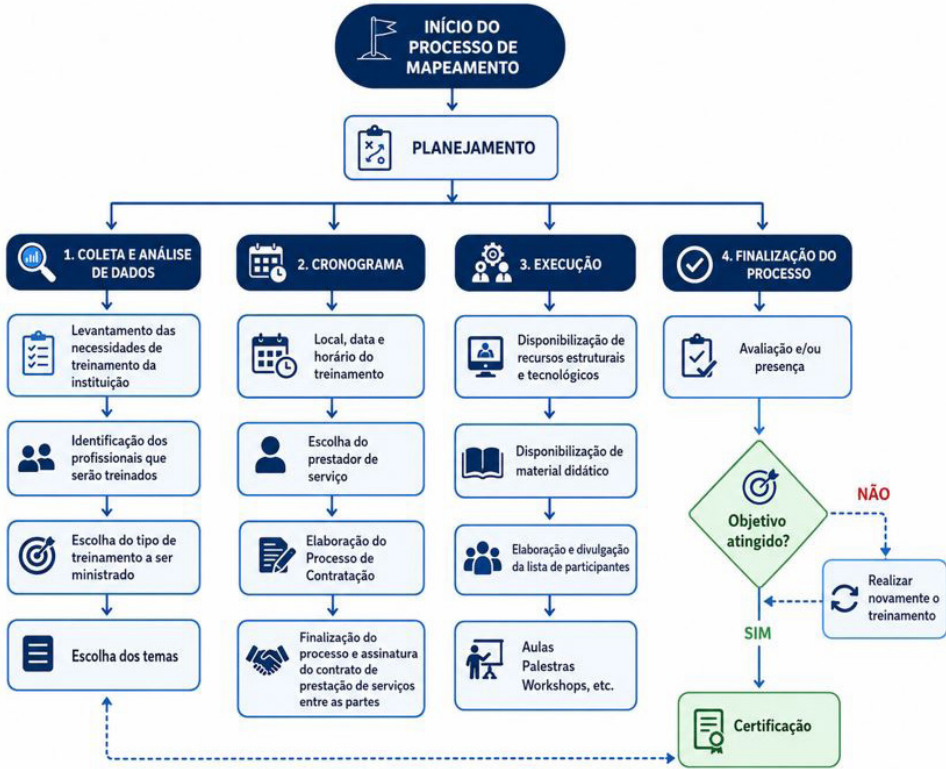 INÍCIO DO
PROCESSO DE
MAPEAMENTO
PLANEJAMENTO
1. COLETA E ANÁLISE
DE DADOS
Levantamento das
necessidades de
treinamento da
instituição
Identificação dos
profissionais que
serão treinados
Escolha do tipo de
treinamento a ser
ministrado
Escolha dos temas
2. CRONOGRAMA
Local, data e
horário do
treinamento
Escolha do
prestador de
serviço
Elaboração do
Processo de
Contratação
Finalização do
processo e assinatura
do contrato de
prestação de serviços
entre as partes
3. EXECUÇÃO
Disponibilização de
recursos estruturais
e tecnológicos
Disponibilização de
material didático
Elaboração e divulgação
da lista de participantes
Aulas
Palestras
Workshops, etc.
4. FINALIZAÇÃO DO
PROCESSO
Avaliação e/ou
presença
Objetivo
atingido?
NÃO
Realizar
novamente o
treinamento
SIM
Certificação